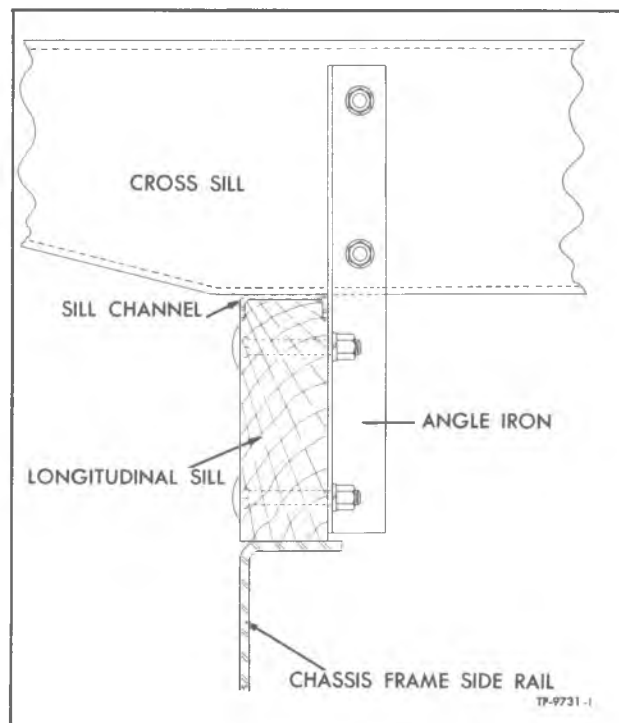 CROSS SILL
SILL CHANNEL
ANGLE IRON
LONGITUDINAL SILL
CHASSIS FRAME SIDE RAIL
TP-9731-1